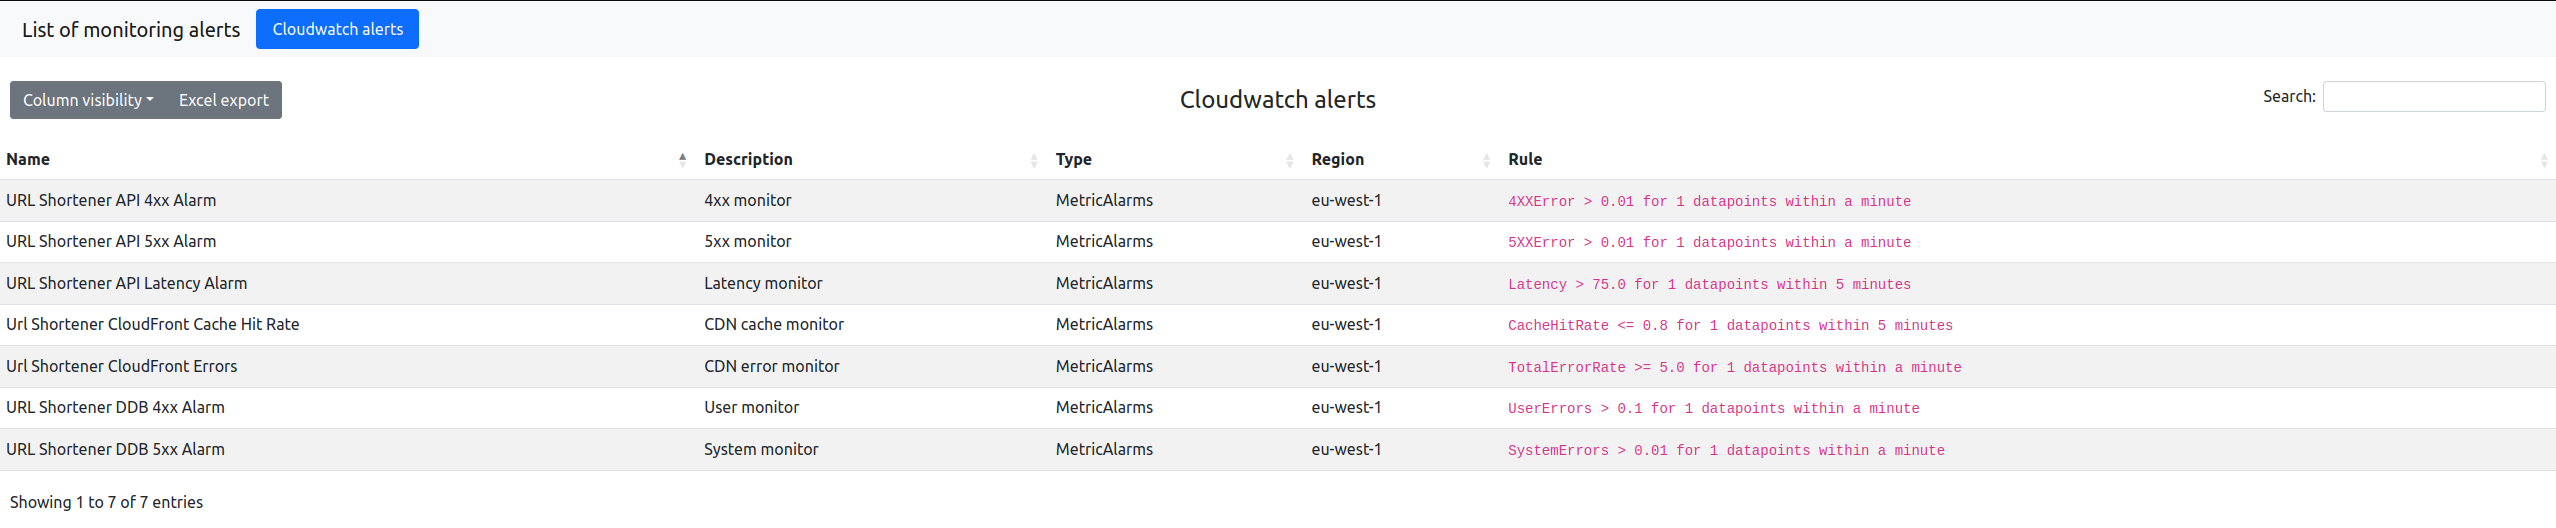 List of monitoring alerts Cloudwatch alerts
Column visibility Excel export Cloudwatch alerts Search:
Name Description Type Region Rule
URL Shortener API 4xx Alarm 4xx monitor MetricAlarms eu-west-1 4XXError > 0.01 for 1 datapoints within a minute
URL Shortener API 5xx Alarm 5xx monitor MetricAlarms eu-west-1 5XXError > 0.01 for 1 datapoints within a minute
URL Shortener API Latency Alarm Latency monitor MetricAlarms eu-west-1 Latency > 75.0 for 1 datapoints within 5 minutes
Url Shortener CloudFront Cache Hit Rate CDN cache monitor MetricAlarms eu-west-1 CacheHitRate <= 0.8 for 1 datapoints within 5 minutes
Url Shortener CloudFront Errors CDN error monitor MetricAlarms eu-west-1 TotalErrorRate >= 5.0 for 1 datapoints within a minute
URL Shortener DDB 4xx Alarm User monitor MetricAlarms eu-west-1 UserErrors > 0.1 for 1 datapoints within a minute
URL Shortener DDB 5xx Alarm System monitor MetricAlarms eu-west-1 SystemErrors > 0.01 for 1 datapoints within a minute
Showing 1 to 7 of 7 entries